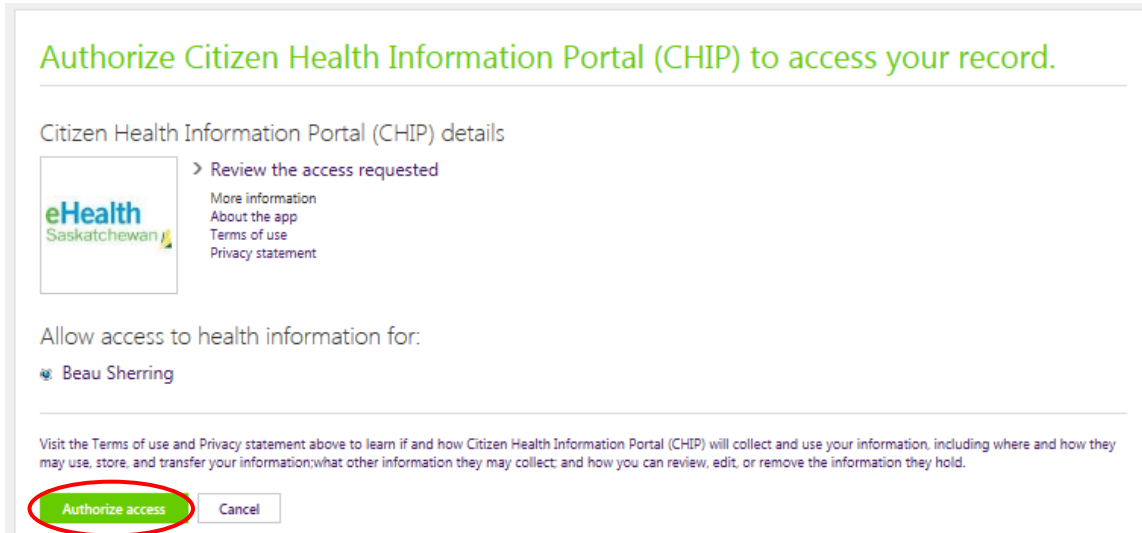 Authorize Citizen Health Information Portal (CHIP) to access your record.
Citizen Health Information Portal (CHIP) details
eHealth
Saskatchewan
> Review the access requested
More information
About the app
Terms of use
Privacy statement
Allow access to health information for:
Beau Sherring
Visit the Terms of use and Privacy statement above to learn if and how Citizen Health Information Portal (CHIP) will collect and use your information, including where and how they
may use, store, and transfer your information;what other information they may collect; and how you can review, edit, or remove the information they hold.
Authorize access
Cancel